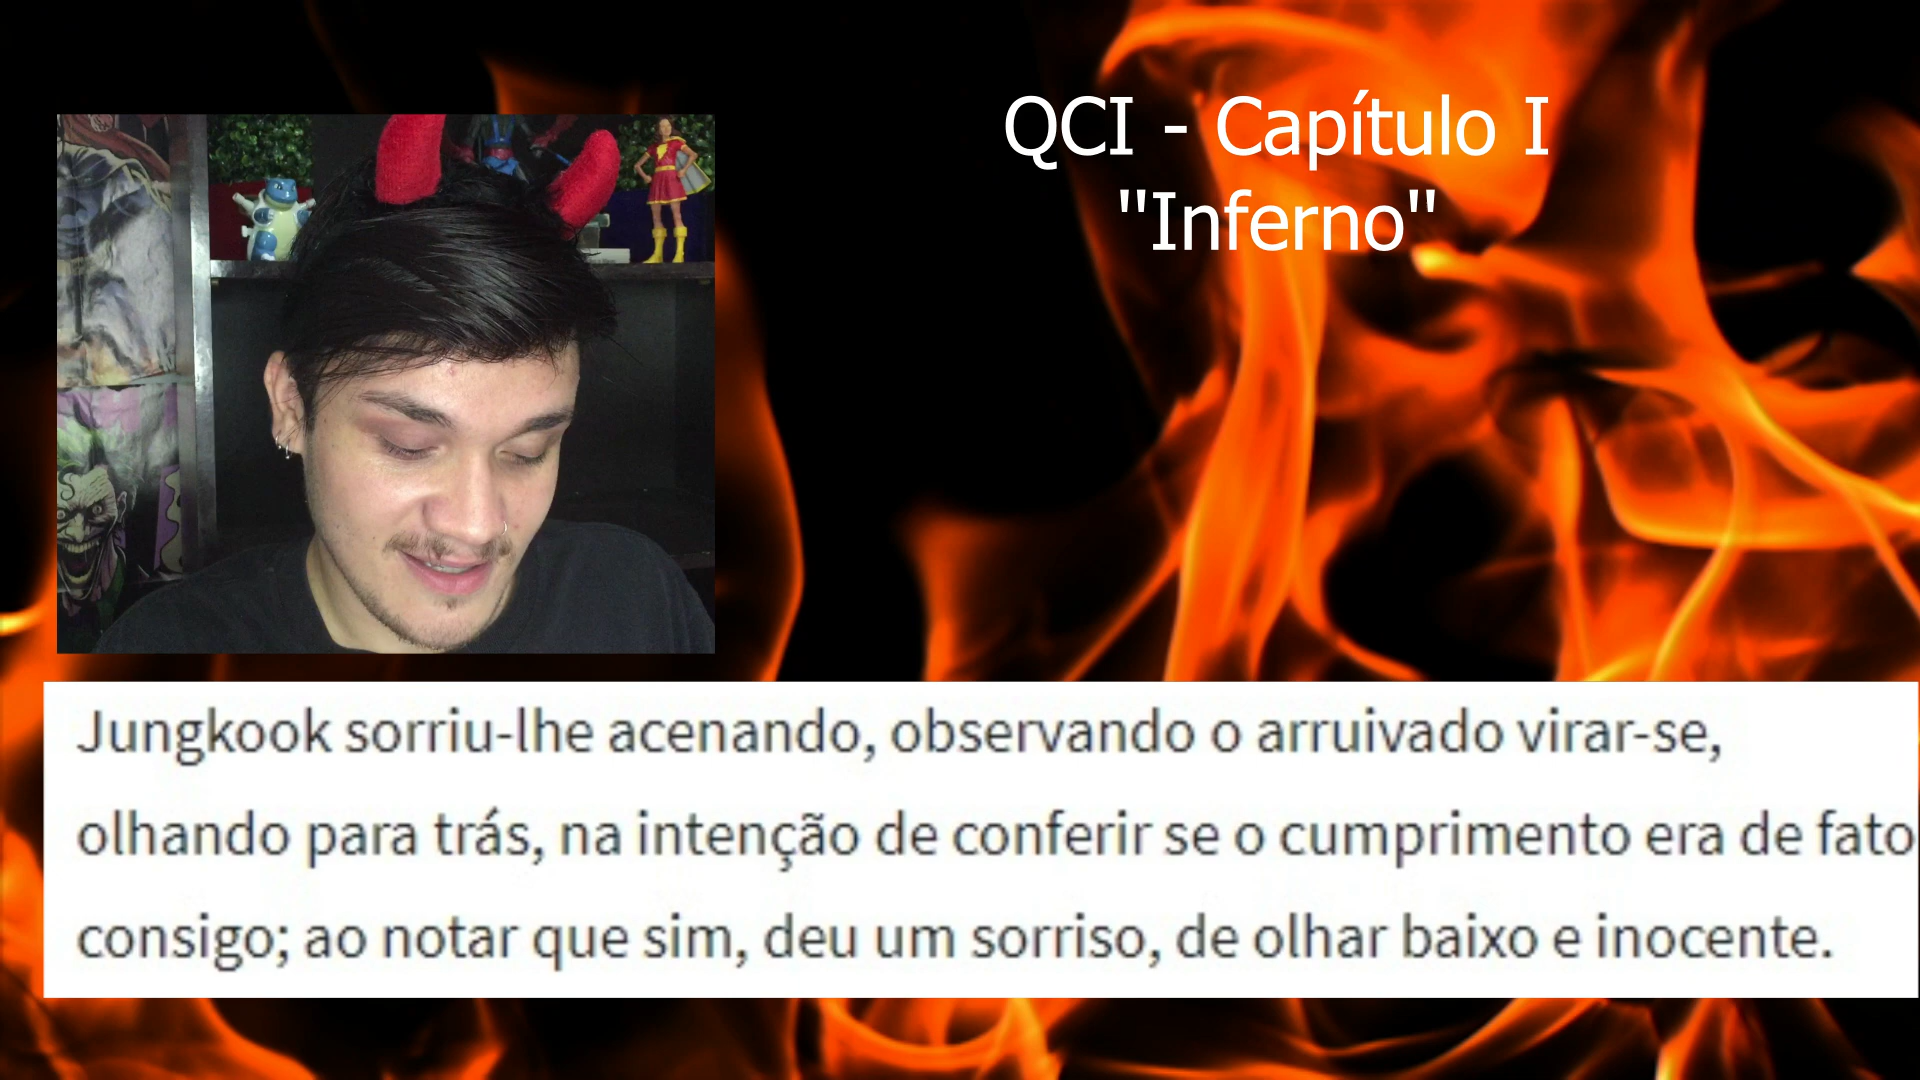 QCI - Capítulo I
"Inferno"
Jungkook sorriu-lhe acenando, observando o arruivado virar-se,
olhando para trás, na intenção de conferir se o cumprimento era de fato
consigo; ao notar que sim, deu um sorriso, de olhar baixo e inocente.